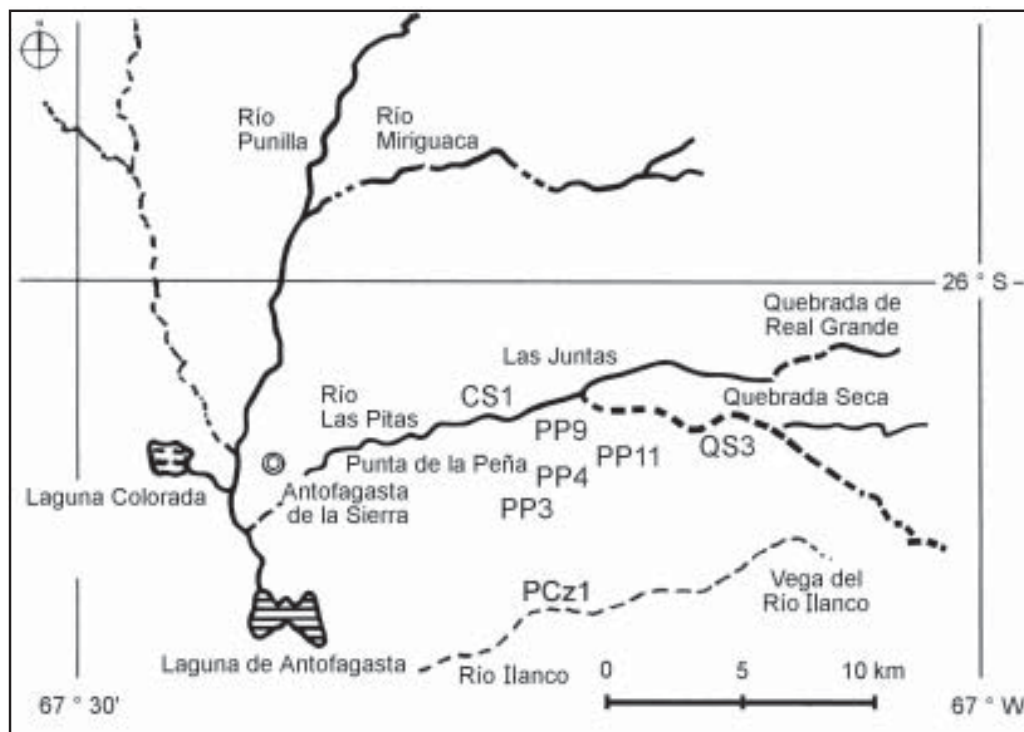 Río
Punilla
Río
Miriguaca
26 ° S
Quebrada de
Real Grande
Las Juntas
Quebrada Seca
CS1
Río
Las Pitas
PP9
PP11
QS3
Punta de la Peña
PP4
PP3
Laguna Colorada
Antofagasta
de la Sierra
PCz1
Vega del
Río Ilanco
Laguna de Antofagasta
Río Ilanco
0 5 10 km
67 ° 30'
67 ° W